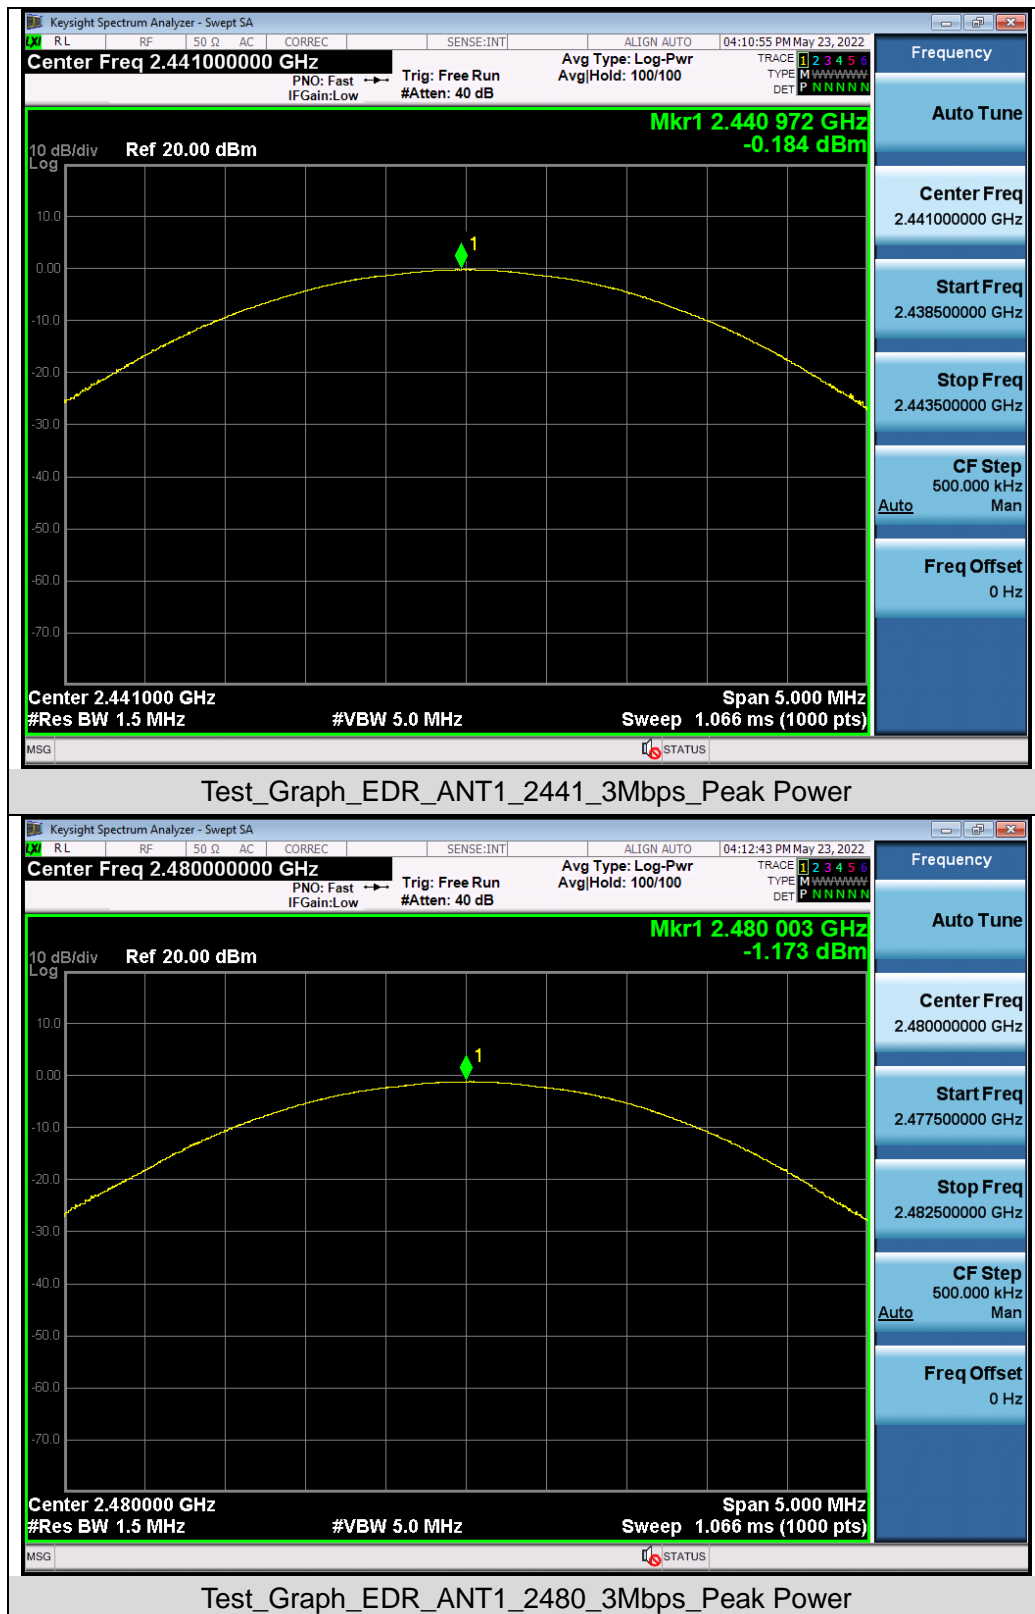 Keysight Spectrum Analyzer - Swept SA
LXI RL RF 50 Ω AC CORREC SENSE:INT ALIGN AUTO 04:10:55 PM May 23, 2022
Center Freq 2.441000000 GHz
PNO: Fast
IFGain:Low
Trig: Free Run
#Atten: 40 dB
Avg Type: Log-Pwr
Avg|Hold: 100/100
TRACE 1 2 3 4 5 6
TYPE M WWWWW
DET P N N N N N
Mkr1 2.440 972 GHz
-0.184 dBm
10 dB/div Ref 20.00 dBm
Log
10.0
1
0.00
-10.0
-20.0
-30.0
-40.0
-50.0
-60.0
-70.0
Center 2.441000 GHz Span 5.000 MHz
#Res BW 1.5 MHz #VBW 5.0 MHz Sweep 1.066 ms (1000 pts)
MSG STATUS
Frequency
Auto Tune
Center Freq
2.441000000 GHz
Start Freq
2.438500000 GHz
Stop Freq
2.443500000 GHz
CF Step
500.000 kHz
Auto Man
Freq Offset
0 Hz
Test_Graph_EDR_ANT1_2441_3Mbps_Peak Power
Keysight Spectrum Analyzer - Swept SA
LXI RL RF 50 Ω AC CORREC SENSE:INT ALIGN AUTO 04:12:43 PM May 23, 2022
Center Freq 2.480000000 GHz
PNO: Fast
IFGain:Low
Trig: Free Run
#Atten: 40 dB
Avg Type: Log-Pwr
Avg|Hold: 100/100
TRACE 1 2 3 4 5 6
TYPE M WWWWW
DET P N N N N N
Mkr1 2.480 003 GHz
-1.173 dBm
10 dB/div Ref 20.00 dBm
Log
10.0
1
0.00
-10.0
-20.0
-30.0
-40.0
-50.0
-60.0
-70.0
Center 2.480000 GHz Span 5.000 MHz
#Res BW 1.5 MHz #VBW 5.0 MHz Sweep 1.066 ms (1000 pts)
MSG STATUS
Frequency
Auto Tune
Center Freq
2.480000000 GHz
Start Freq
2.477500000 GHz
Stop Freq
2.482500000 GHz
CF Step
500.000 kHz
Auto Man
Freq Offset
0 Hz
Test_Graph_EDR_ANT1_2480_3Mbps_Peak Power